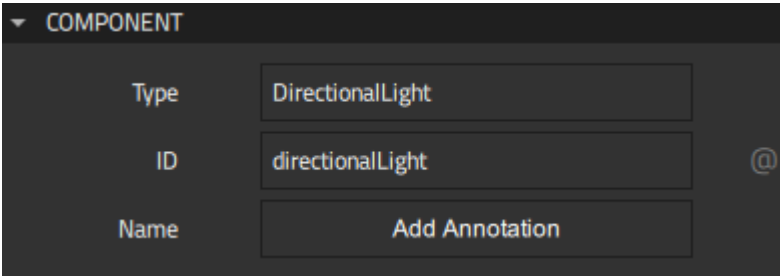 COMPONENT
Type DirectionalLight
ID directionalLight @
Name Add Annotation